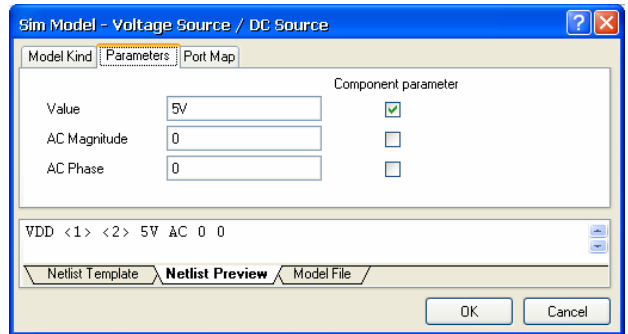 Sim Model - Voltage Source / DC Source
Model Kind Parameters Port Map
Component parameter
Value 5V
AC Magnitude 0
AC Phase 0
VDD <1> <2> 5V AC 0 0
Netlist Template Netlist Preview Model File
OK Cancel